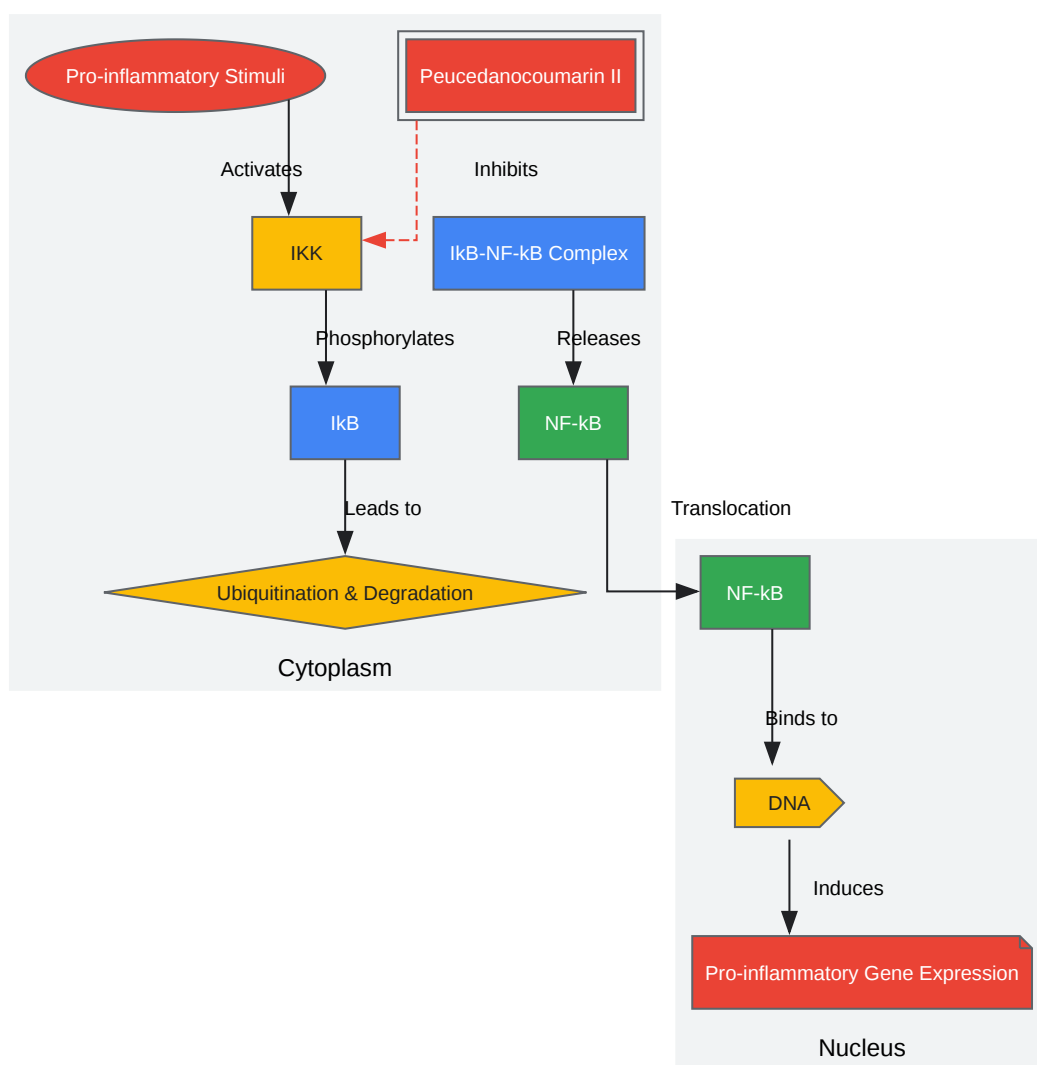 Pro-inflammatory Stimuli
Peucedanocoumarin II
Activates
Inhibits
IKK
IkB-NF-kB Complex
Phosphorylates
Releases
IkB
NF-kB
Leads to
Translocation
Ubiquitination & Degradation
NF-kB
Cytoplasm
Binds to
DNA
Induces
Pro-inflammatory Gene Expression
Nucleus